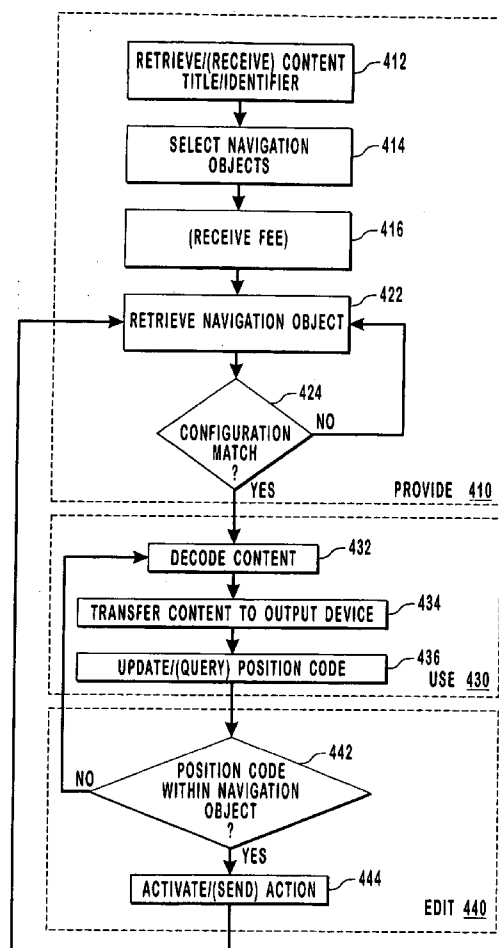 RETRIEVE/(RECEIVE) CONTENT
TITLE/IDENTIFIER
412
SELECT NAVIGATION
OBJECTS
414
(RECEIVE FEE)
416
422
RETRIEVE NAVIGATION OBJECT
424
CONFIGURATION
MATCH
?
NO
YES
PROVIDE 410
DECODE CONTENT
432
TRANSFER CONTENT TO OUTPUT DEVICE
434
UPDATE/(QUERY) POSITION CODE
436
USE 430
442
NO
POSITION CODE
WITHIN NAVIGATION
OBJECT
?
YES
ACTIVATE/(SEND) ACTION
444
EDIT 440